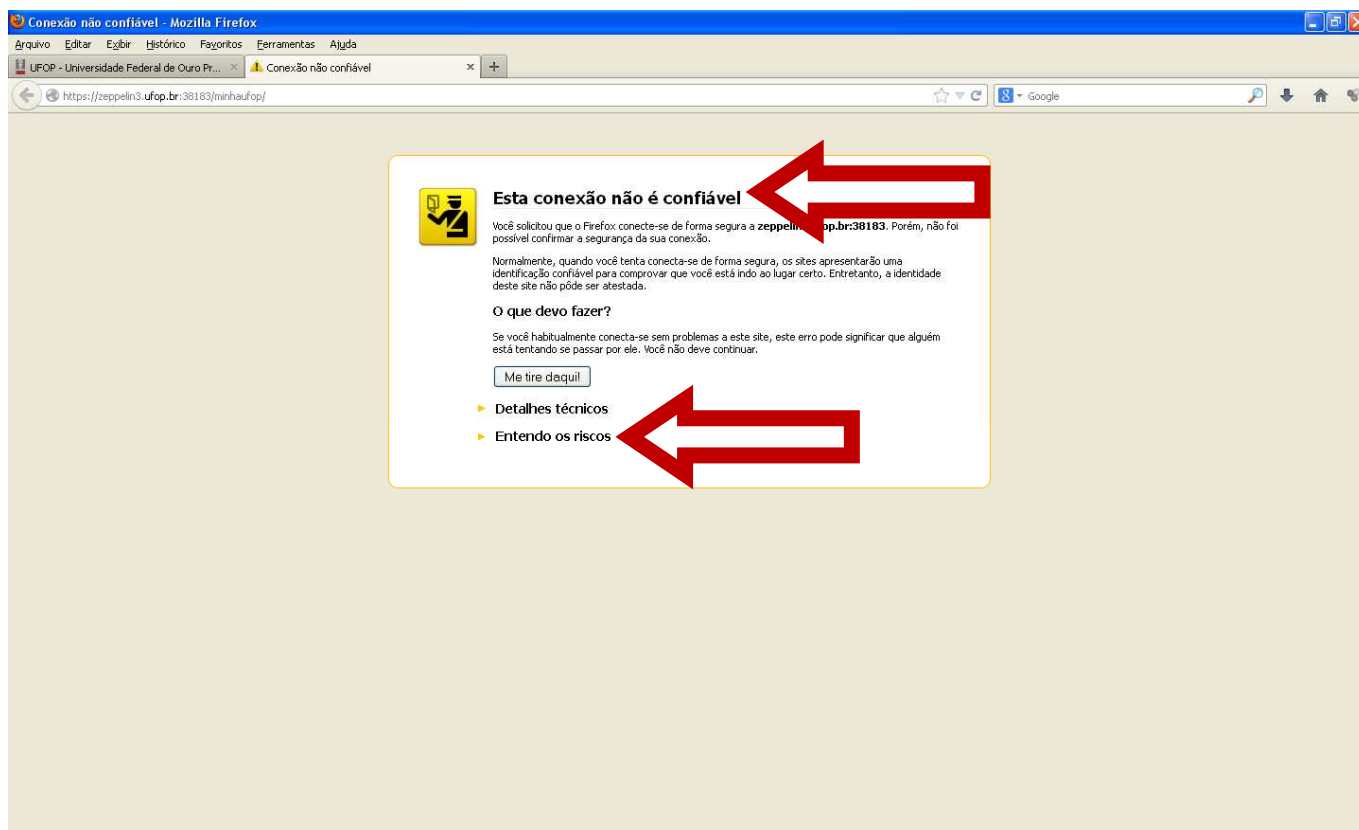 Conexão não confiável - Mozilla Firefox
Arquivo Editar Exibir Histórico Favoritos Ferramentas Ajuda
UFOP - Universidade Federal de Ouro Pr... Conexão não confiável
https://zeppelin3.ufop.br:38183/minhaufop/ Google
Esta conexão não é confiável
Você solicitou que o Firefox conecte-se de forma segura a op.br:38183. Porém, não foi
possível confirmar a segurança da sua conexão.
Normalmente, quando você tenta conecta-se de forma segura, os sites apresentarão uma
identificação confiável para comprovar que você está indo ao lugar certo. Entretanto, a identidade
deste site não pôde ser atestada.
O que devo fazer?
Se você habitualmente conecta-se sem problemas a este site, este erro pode significar que alguém
está tentando se passar por ele. Você não deve continuar.
Me tire daqui!
Detalhes técnicos
Entendo os riscos